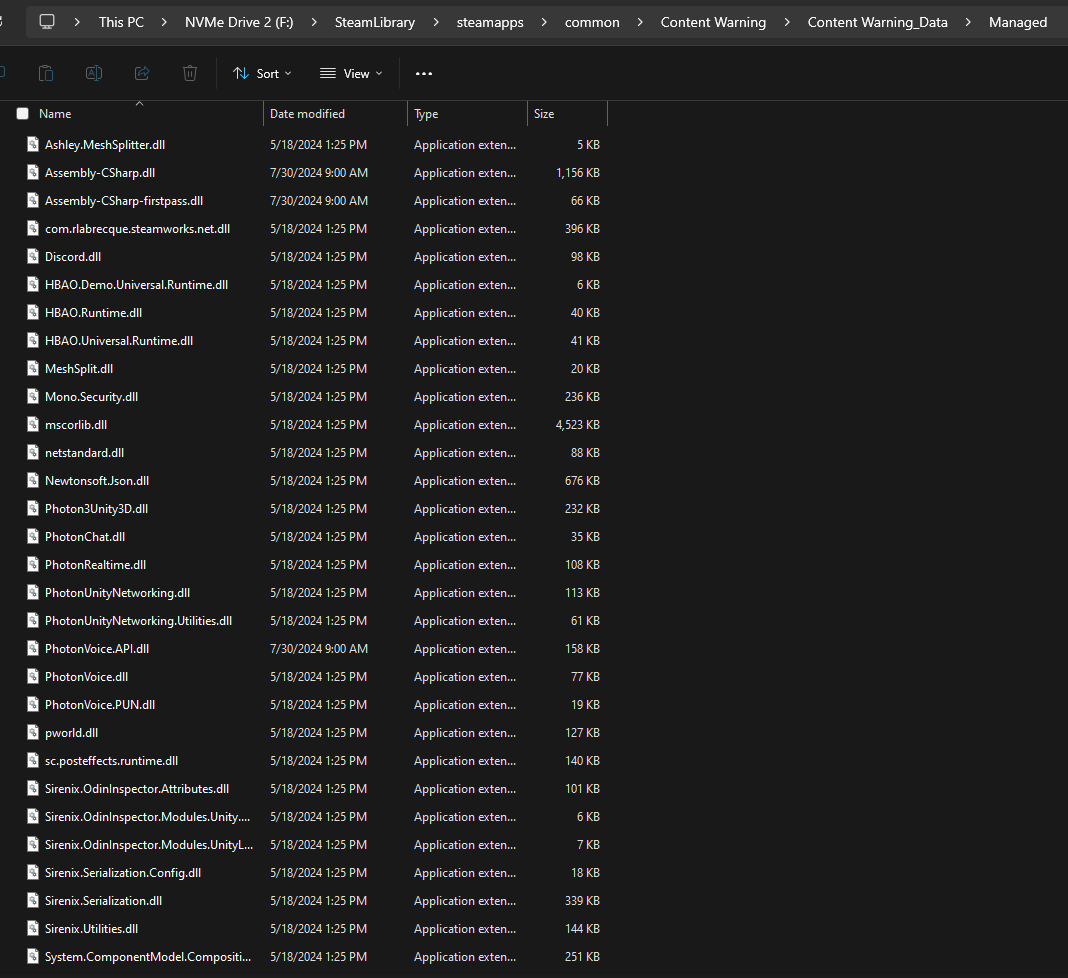 This PC > NVMe Drive 2 (F:) > SteamLibrary > steamapps > common > Content Warning > Content Warning_Data > Managed
Sort View ...
Name Date modified Type Size
Ashley.MeshSplitter.dll 5/18/2024 1:25 PM Application exten... 5 KB
Assembly-CSharp.dll 7/30/2024 9:00 AM Application exten... 1,156 KB
Assembly-CSharp-firstpass.dll 7/30/2024 9:00 AM Application exten... 66 KB
com.rlabrecque.steamworks.net.dll 5/18/2024 1:25 PM Application exten... 396 KB
Discord.dll 5/18/2024 1:25 PM Application exten... 98 KB
HBAO.Demo.Universal.Runtime.dll 5/18/2024 1:25 PM Application exten... 6 KB
HBAO.Runtime.dll 5/18/2024 1:25 PM Application exten... 40 KB
HBAO.Universal.Runtime.dll 5/18/2024 1:25 PM Application exten... 41 KB
MeshSplit.dll 5/18/2024 1:25 PM Application exten... 20 KB
Mono.Security.dll 5/18/2024 1:25 PM Application exten... 236 KB
mscorlib.dll 5/18/2024 1:25 PM Application exten... 4,523 KB
netstandard.dll 5/18/2024 1:25 PM Application exten... 88 KB
Newtonsoft.Json.dll 5/18/2024 1:25 PM Application exten... 676 KB
Photon3Unity3D.dll 5/18/2024 1:25 PM Application exten... 232 KB
PhotonChat.dll 5/18/2024 1:25 PM Application exten... 35 KB
PhotonRealtime.dll 5/18/2024 1:25 PM Application exten... 108 KB
PhotonUnityNetworking.dll 5/18/2024 1:25 PM Application exten... 113 KB
PhotonUnityNetworking.Utilities.dll 5/18/2024 1:25 PM Application exten... 61 KB
PhotonVoice.API.dll 7/30/2024 9:00 AM Application exten... 158 KB
PhotonVoice.dll 5/18/2024 1:25 PM Application exten... 77 KB
PhotonVoice.PUN.dll 5/18/2024 1:25 PM Application exten... 19 KB
pworld.dll 5/18/2024 1:25 PM Application exten... 127 KB
sc.posteffects.runtime.dll 5/18/2024 1:25 PM Application exten... 140 KB
Sirenix.OdinInspector.Attributes.dll 5/18/2024 1:25 PM Application exten... 101 KB
Sirenix.OdinInspector.Modules.Unity.... 5/18/2024 1:25 PM Application exten... 6 KB
Sirenix.OdinInspector.Modules.UnityL... 5/18/2024 1:25 PM Application exten... 7 KB
Sirenix.Serialization.Config.dll 5/18/2024 1:25 PM Application exten... 18 KB
Sirenix.Serialization.dll 5/18/2024 1:25 PM Application exten... 339 KB
Sirenix.Utilities.dll 5/18/2024 1:25 PM Application exten... 144 KB
System.ComponentModel.Compositi... 5/18/2024 1:25 PM Application exten... 251 KB